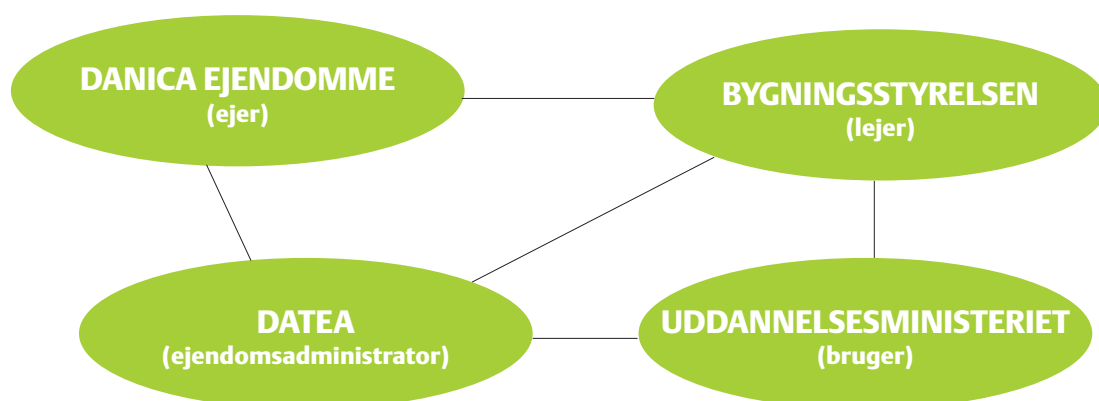 DANICA EJENDOMME
(ejer)
BYGNINGSSTYRELSEN
(lejer)
DATEA
(ejendomsadministrator)
UDDANNELSESMINISTERIET
(bruger)